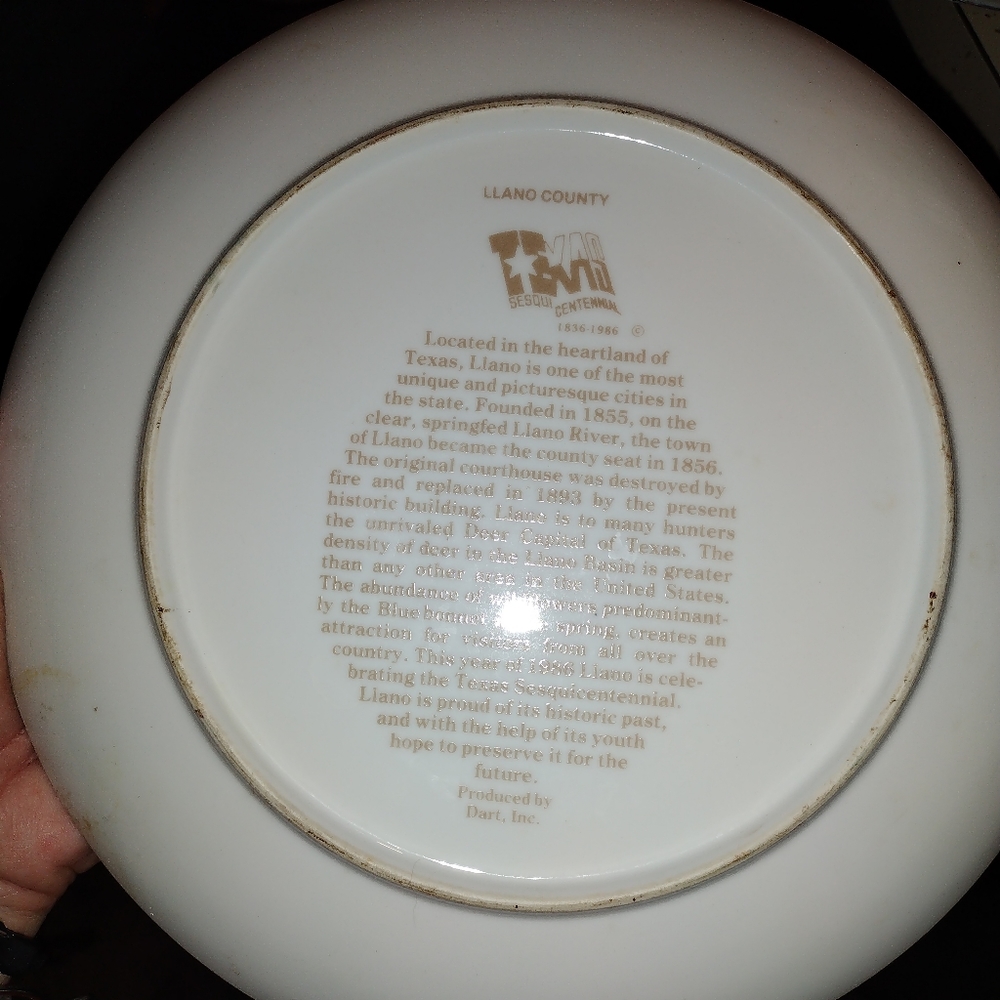 LLANO COUNTY
TEXAS
SESQUI CENTENNIAL
1836-1986 ©
Located in the heartland of
Texas, Llano is one of the most
unique and picturesque cities in
the state. Founded in 1855, on the
clear, springfed Llano River, the town
of Llano became the county seat in 1856.
The original courthouse was destroyed by
fire and replaced in 1893 by the present
historic building. Llano is to many hunters
the unrivaled Deer Capital of Texas. The
density of deer in the Llano Basin is greater
than any other area in the United States.
The abundance of wildflowers, predominant-
ly the Bluebonnet spring, creates an
attraction for visitors from all over the
country. This year of 1986 Llano is cele-
brating the Texas Sesquicentennial.
Llano is proud of its historic past,
and with the help of its youth
hope to preserve it for the
future.
Produced by
Dart, Inc.